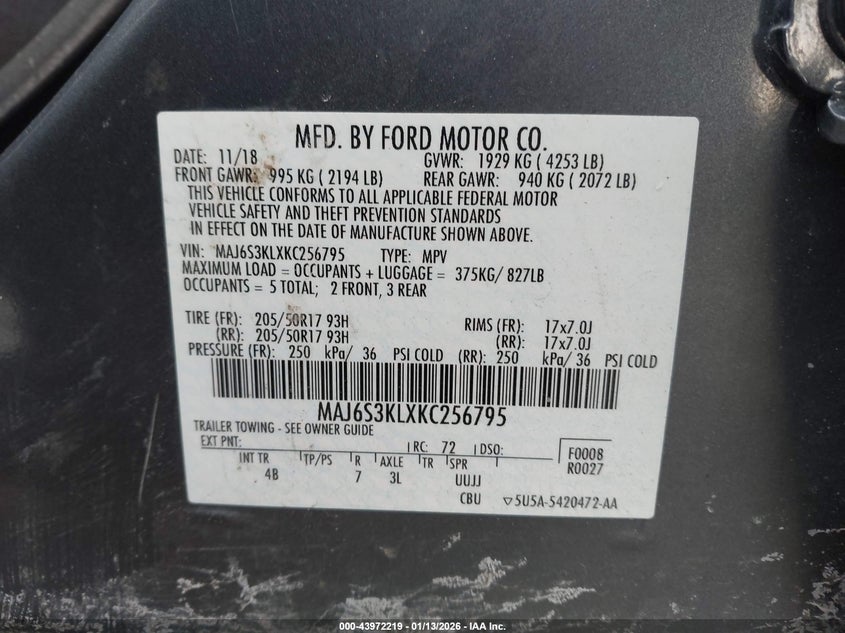 MFD. BY FORD MOTOR CO.
DATE: 11/18 GVWR: 1929 KG ( 4253 LB)
FRONT GAWR: 995 KG ( 2194 LB) REAR GAWR: 940 KG ( 2072 LB)
THIS VEHICLE CONFORMS TO ALL APPLICABLE FEDERAL MOTOR
VEHICLE SAFETY AND THEFT PREVENTION STANDARDS
IN EFFECT ON THE DATE OF MANUFACTURE SHOWN ABOVE.
VIN: MAJ6S3KLXKC256795 TYPE: MPV
MAXIMUM LOAD = OCCUPANTS + LUGGAGE = 375KG/ 827LB
OCCUPANTS = 5 TOTAL; 2 FRONT, 3 REAR
TIRE (FR): 205/50R17 93H RIMS (FR): 17x7.0J
(RR): 205/50R17 93H (RR): 17x7.0J
PRESSURE (FR): 250 kPa/ 36 PSI COLD (RR): 250 kPa/ 36 PSI COLD
MAJ6S3KLXKC256795
TRAILER TOWING - SEE OWNER GUIDE
EXT PNT: RC: 72 DSO: F0008
R0027
INT TR TP/PS R AXLE TR SPR
4B 7 3L UUJJ
CBU ▽5U5A-5420472-AA
000-43972219 - 01/13/2026 - IAA Inc.